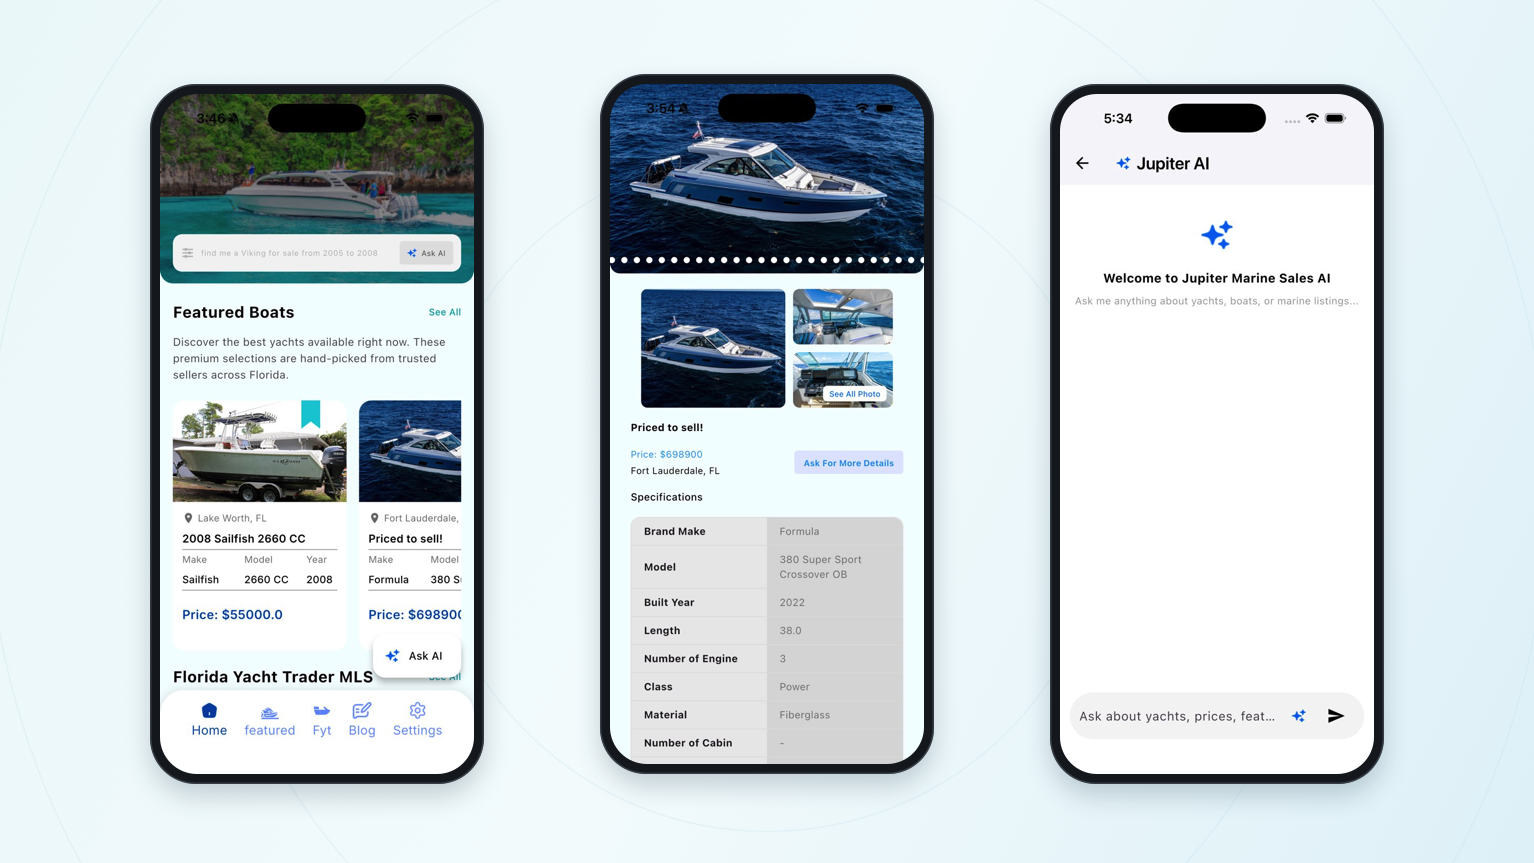 3:46
find me a Viking for sale from 2005 to 2008
Ask AI
Featured Boats
See All
Discover the best yachts available right now. These
premium selections are hand-picked from trusted
sellers across Florida.
Lake Worth, FL
2008 Sailfish 2660 CC
Make Model Year
Sailfish 2660 CC 2008
Price: $55000.0
Fort Lauderdale,
Priced to sell!
Make Model
Formula 380 S
Price: $698900
Ask AI
Florida Yacht Trader MLS
See All
Home
featured
Fyt
Blog
Settings
3:54
See All Photo
Priced to sell!
Price: $698900
Fort Lauderdale, FL
Ask For More Details
Specifications
Brand Make Formula
Model 380 Super Sport
Crossover OB
Built Year 2022
Length 38.0
Number of Engine 3
Class Power
Material Fiberglass
Number of Cabin -
5:34
Jupiter AI
Welcome to Jupiter Marine Sales AI
Ask me anything about yachts, boats, or marine listings...
Ask about yachts, prices, feat...